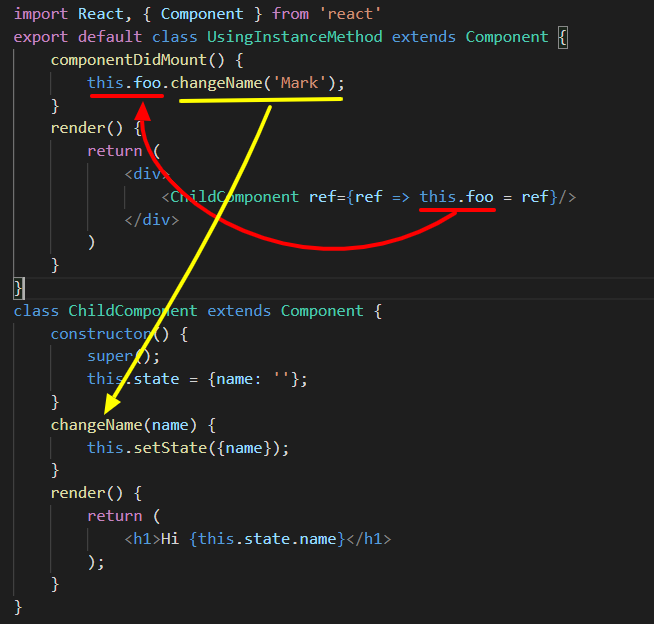 import React, { Component } from 'react'
export default class UsingInstanceMethod extends Component {
    componentDidMount() {
        this.foo.changeName('Mark');
    }
    render() {
        return (
            <div>
                <ChildComponent ref={ref => this.foo = ref}/>
            </div>
        )
    }
}
class ChildComponent extends Component {
    constructor() {
        super();
        this.state = {name: ''};
    }
    changeName(name) {
        this.setState({name});
    }
    render() {
        return (
            <h1>Hi {this.state.name}</h1>
        );
    }
}